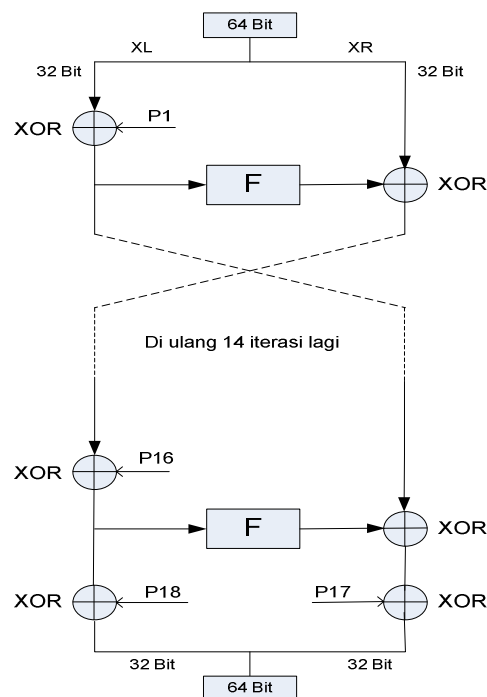 64 Bit
XL
XR
32 Bit
32 Bit
P1
XOR
F
XOR
Di ulang 14 iterasi lagi
P16
XOR
F
XOR
P18
P17
XOR
XOR
32 Bit
32 Bit
64 Bit